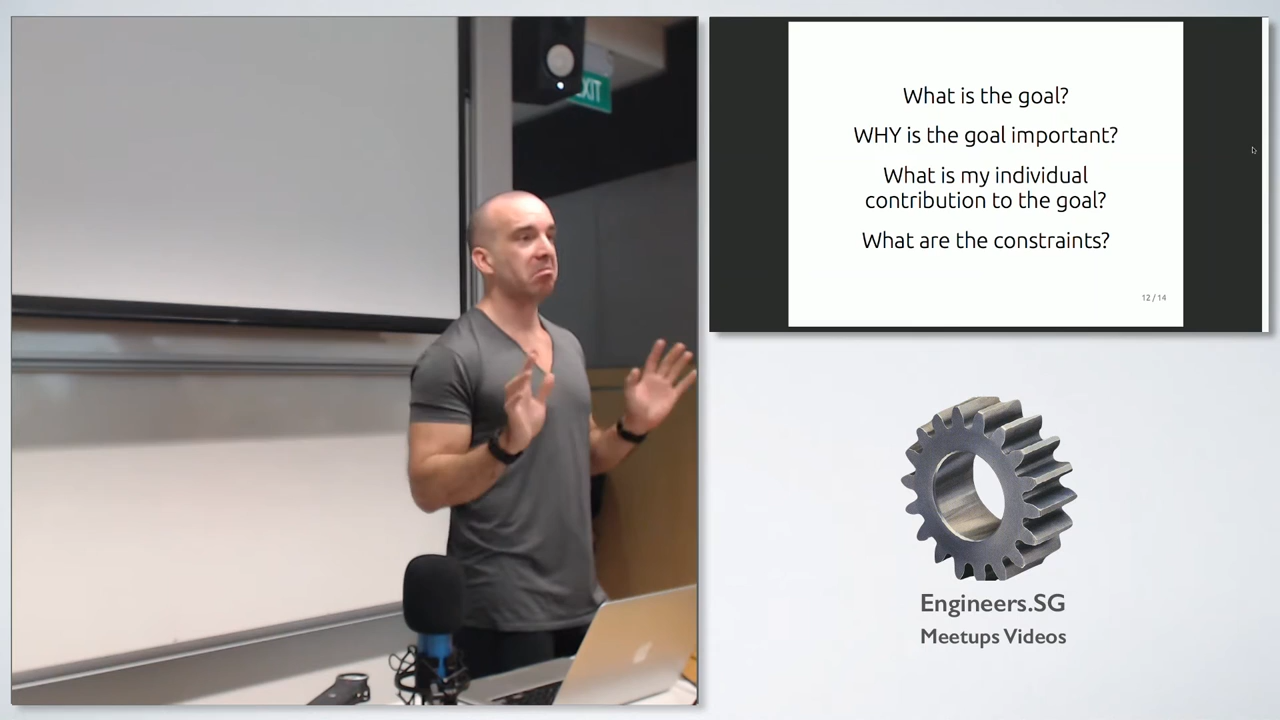 EXIT
What is the goal?
WHY is the goal important?
What is my individual
contribution to the goal?
What are the constraints?
12 / 14
Engineers.SG
Meetups Videos